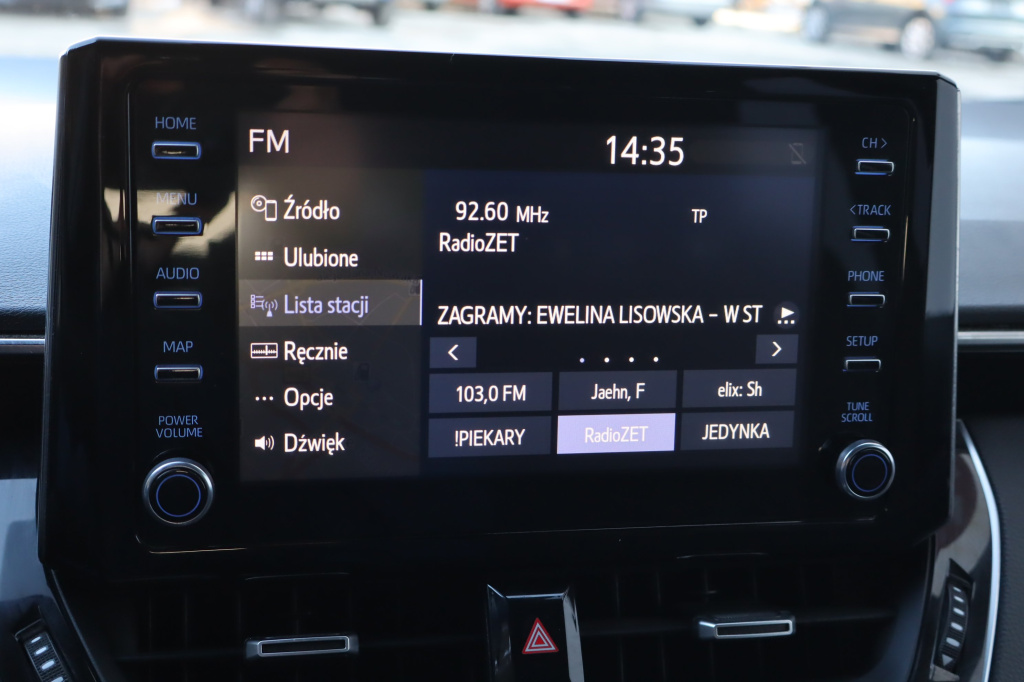 HOME
MENU
AUDIO
MAP
POWER
VOLUME
FM
14:35
Źródło
Ulubione
Lista stacji
Ręcznie
Opcje
Dźwięk
92.60 MHz
TP
RadioZET
ZAGRAMY: EWELINA LISOWSKA – W ST
103,0 FM
Jaehn, F
elix: Sh
!PIEKARY
RadioZET
JEDYNKA
CH >
< TRACK
PHONE
SETUP
TUNE
SCROLL